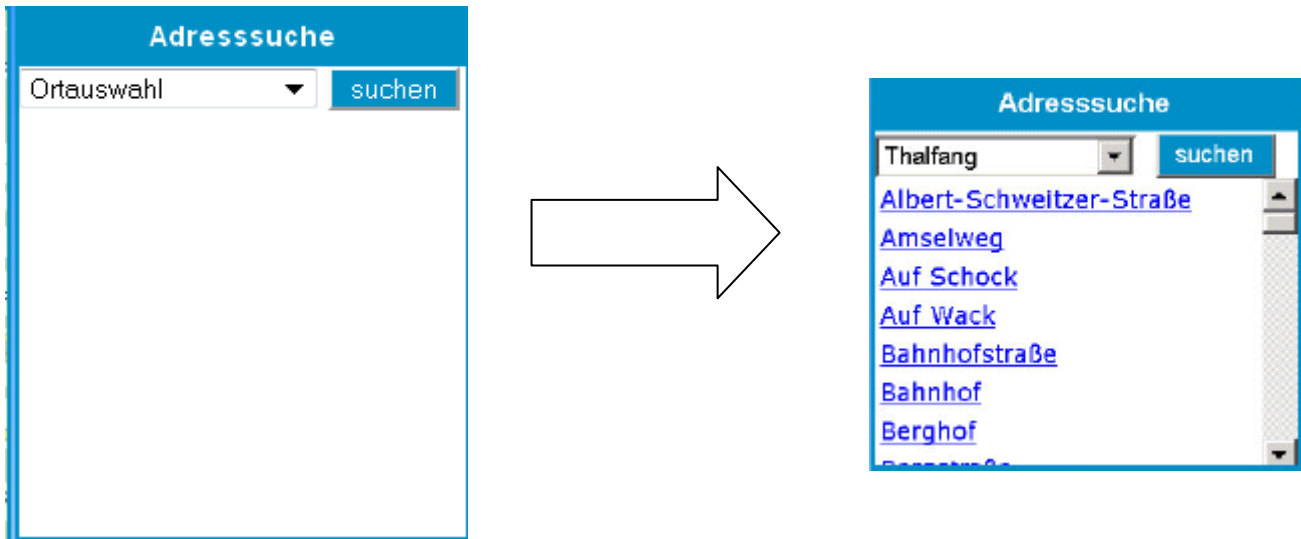 Adresssuche
Ortauswahl suchen
Adresssuche
Thalfang suchen
Albert-Schweitzer-Straße
Amselweg
Auf Schock
Auf Wack
Bahnhofstraße
Bahnhof
Berghof